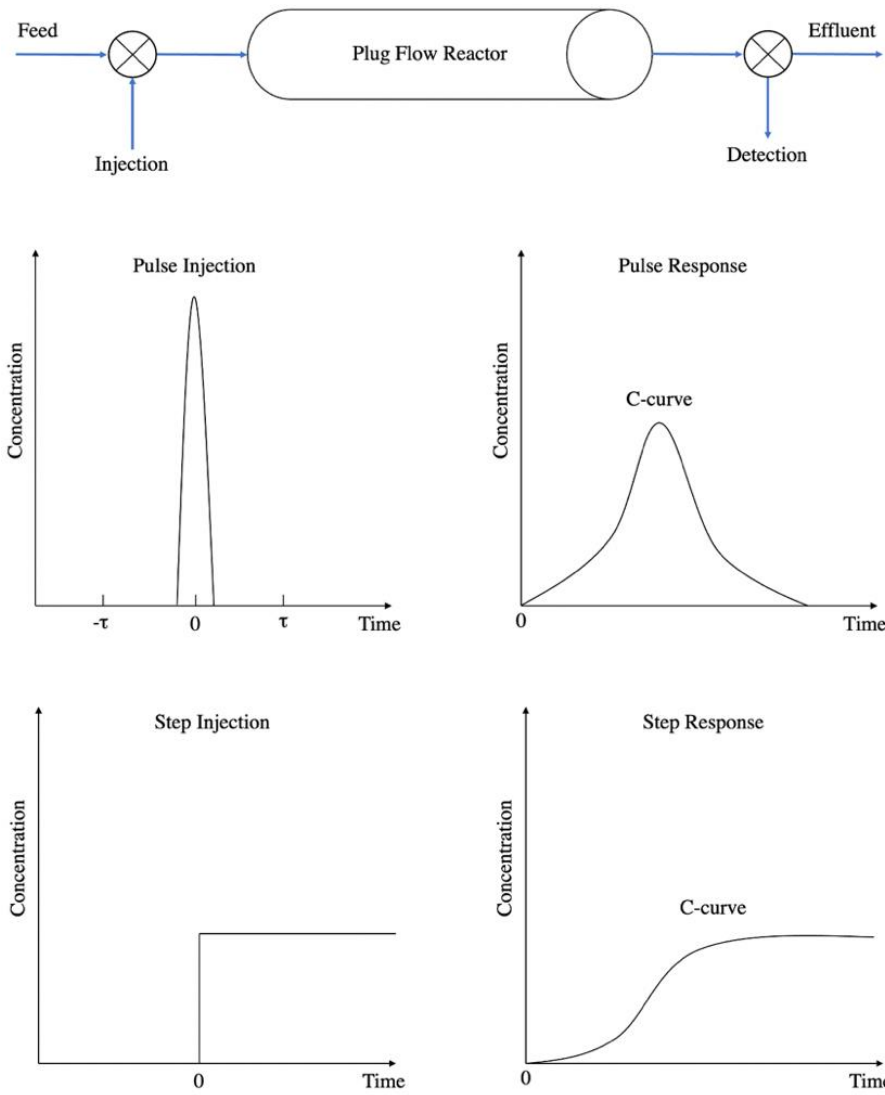 Feed
Effluent
Plug Flow Reactor
Injection
Detection
Pulse Injection
Pulse Response
Concentration
Concentration
C-curve
-τ
0
τ
Time
0
Time
Step Injection
Step Response
Concentration
Concentration
C-curve
0
Time
0
Time